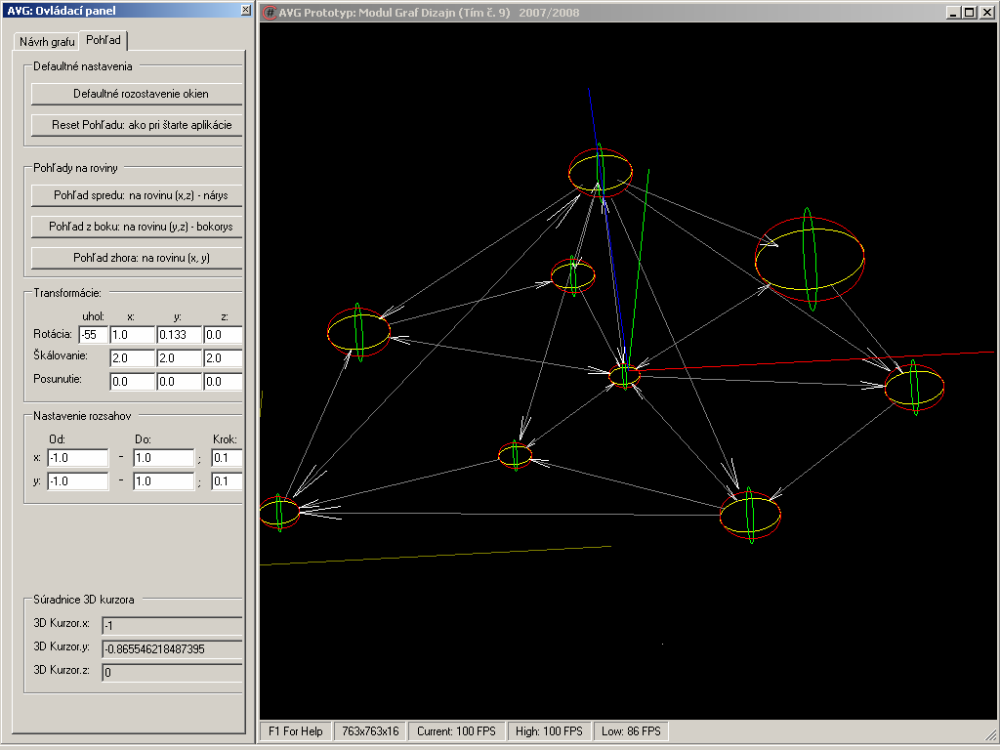 AVG: Ovládací panel
AVG Prototyp: Modul Graf Dizajn (Tím č. 9)   2007/2008
Návrh grafu
Pohľad
Defaultné nastavenia
Defaultné rozostavenie okien
Reset Pohľadu: ako pri štarte aplikácie
Pohľady na roviny
Pohľad spredu: na rovinu (x,z) - nárys
Pohľad z boku: na rovinu (y,z) - bokorys
Pohľad zhora: na rovinu (x, y)
Transformácie:
uhol: x: y: z:
Rotácia: -55 1.0 0.133 0.0
Škálovanie: 2.0 2.0 2.0
Posunutie: 0.0 0.0 0.0
Nastavenie rozsahov
Od: Do: Krok:
x: -1.0 - 1.0 ; 0.1
y: -1.0 - 1.0 ; 0.1
Súradnice 3D kurzora
3D Kurzor.x: -1
3D Kurzor.y: -0.865546218487395
3D Kurzor.z: 0
F1 For Help
763x763x16
Current: 100 FPS
High: 100 FPS
Low: 86 FPS